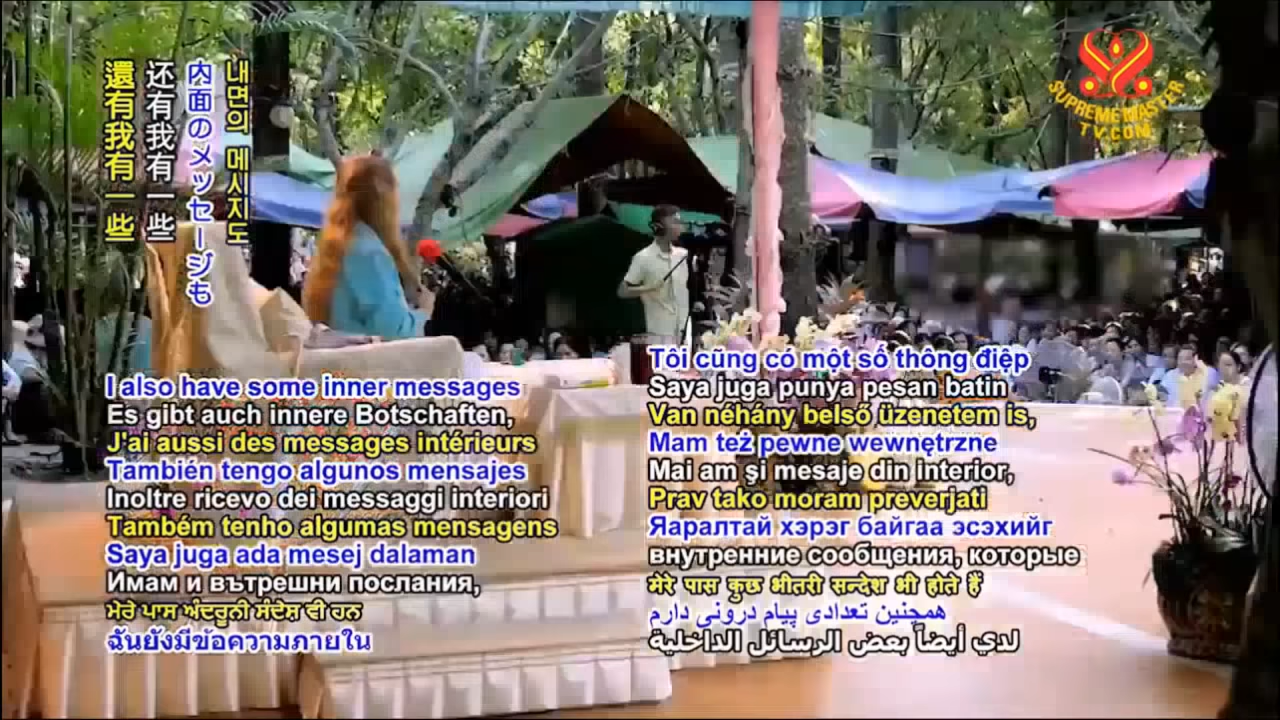 還有我有一些
还有我有一些
内面のメッセージも
내면의 메시지도
SUPREME MASTER
TV.COM
I also have some inner messages
Es gibt auch innere Botschaften,
J'ai aussi des messages intérieurs
También tengo algunos mensajes
Inoltre ricevo dei messaggi interiori
Também tenho algumas mensagens
Saya juga ada mesej dalaman
Имам и вътрешни послания,
ਮੇਰੇ ਪਾਸ ਅੰਦਰੂਨੀ ਸੰਦੇਸ਼ ਵੀ ਹਨ
ฉันยังมีข้อความภายใน
Tôi cũng có một số thông điệp
Saya juga punya pesan batin
Van néhány belső üzenetem is,
Mam też pewne wewnętrzne
Mai am şi mesaje din interior,
Prav tako moram preverjati
Яаралтай хэрэг байгаа эсэхийг
внутренние сообщения, которые
मेरे पास कुछ भीतरी सन्देश भी होते हैं
همچنین تعدادی پیام درونی دارم
لدي أيضاً بعض الرسائل الداخلية